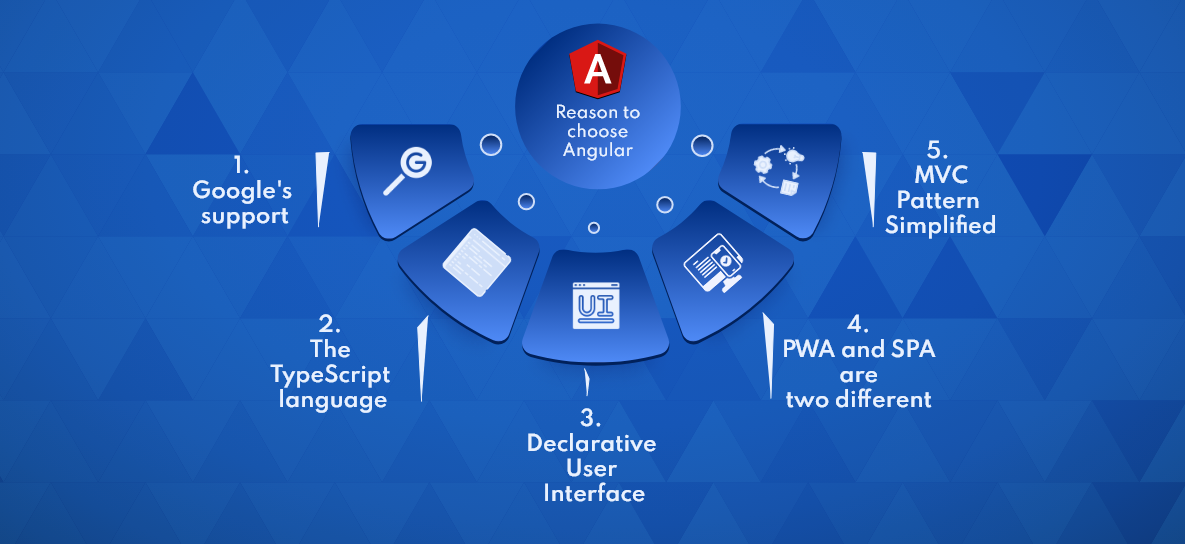 A
Reason to
choose
Angular
1.
Google's
support
G
2.
The
TypeScript
language
UI
3.
Declarative
User
Interface
4.
PWA and SPA
are
two different
5.
MVC
Pattern
Simplified